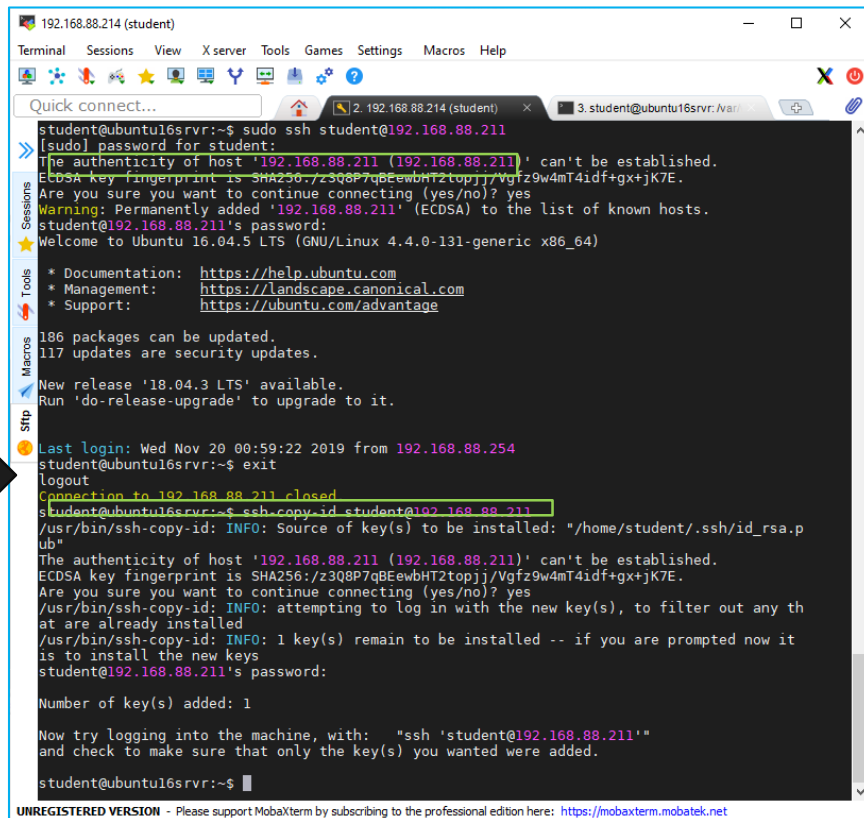 192.168.88.214 (student)
Terminal Sessions View X server Tools Games Settings Macros Help
Quick connect...
2. 192.168.88.214 (student)
3. student@ubuntu16srvr: /var/
Sessions
Tools
Macros
Sftp
student@ubuntu16srvr:~$ sudo ssh student@192.168.88.211
[sudo] password for student:
The authenticity of host '192.168.88.211 (192.168.88.211)' can't be established.
ECDSA key fingerprint is SHA256:/z3Q8P7qBEewbHT2topjj/Vgfz9w4mT4idf+gx+jK7E.
Are you sure you want to continue connecting (yes/no)? yes
Warning: Permanently added '192.168.88.211' (ECDSA) to the list of known hosts.
student@192.168.88.211's password:
Welcome to Ubuntu 16.04.5 LTS (GNU/Linux 4.4.0-131-generic x86_64)
* Documentation: https://help.ubuntu.com
* Management: https://landscape.canonical.com
* Support: https://ubuntu.com/advantage
186 packages can be updated.
117 updates are security updates.
New release '18.04.3 LTS' available.
Run 'do-release-upgrade' to upgrade to it.
Last login: Wed Nov 20 00:59:22 2019 from 192.168.88.254
student@ubuntu16srvr:~$ exit
logout
Connection to 192.168.88.211 closed.
student@ubuntu16srvr:~$ ssh-copy-id student@192.168.88.211
/usr/bin/ssh-copy-id: INFO: Source of key(s) to be installed: "/home/student/.ssh/id_rsa.p
ub"
The authenticity of host '192.168.88.211 (192.168.88.211)' can't be established.
ECDSA key fingerprint is SHA256:/z3Q8P7qBEewbHT2topjj/Vgfz9w4mT4idf+gx+jK7E.
Are you sure you want to continue connecting (yes/no)? yes
/usr/bin/ssh-copy-id: INFO: attempting to log in with the new key(s), to filter out any th
at are already installed
/usr/bin/ssh-copy-id: INFO: 1 key(s) remain to be installed -- if you are prompted now it
is to install the new keys
student@192.168.88.211's password:
Number of key(s) added: 1
Now try logging into the machine, with: "ssh 'student@192.168.88.211'"
and check to make sure that only the key(s) you wanted were added.
student@ubuntu16srvr:~$
UNREGISTERED VERSION - Please support MobaXterm by subscribing to the professional edition here: https://mobaxterm.mobatek.net